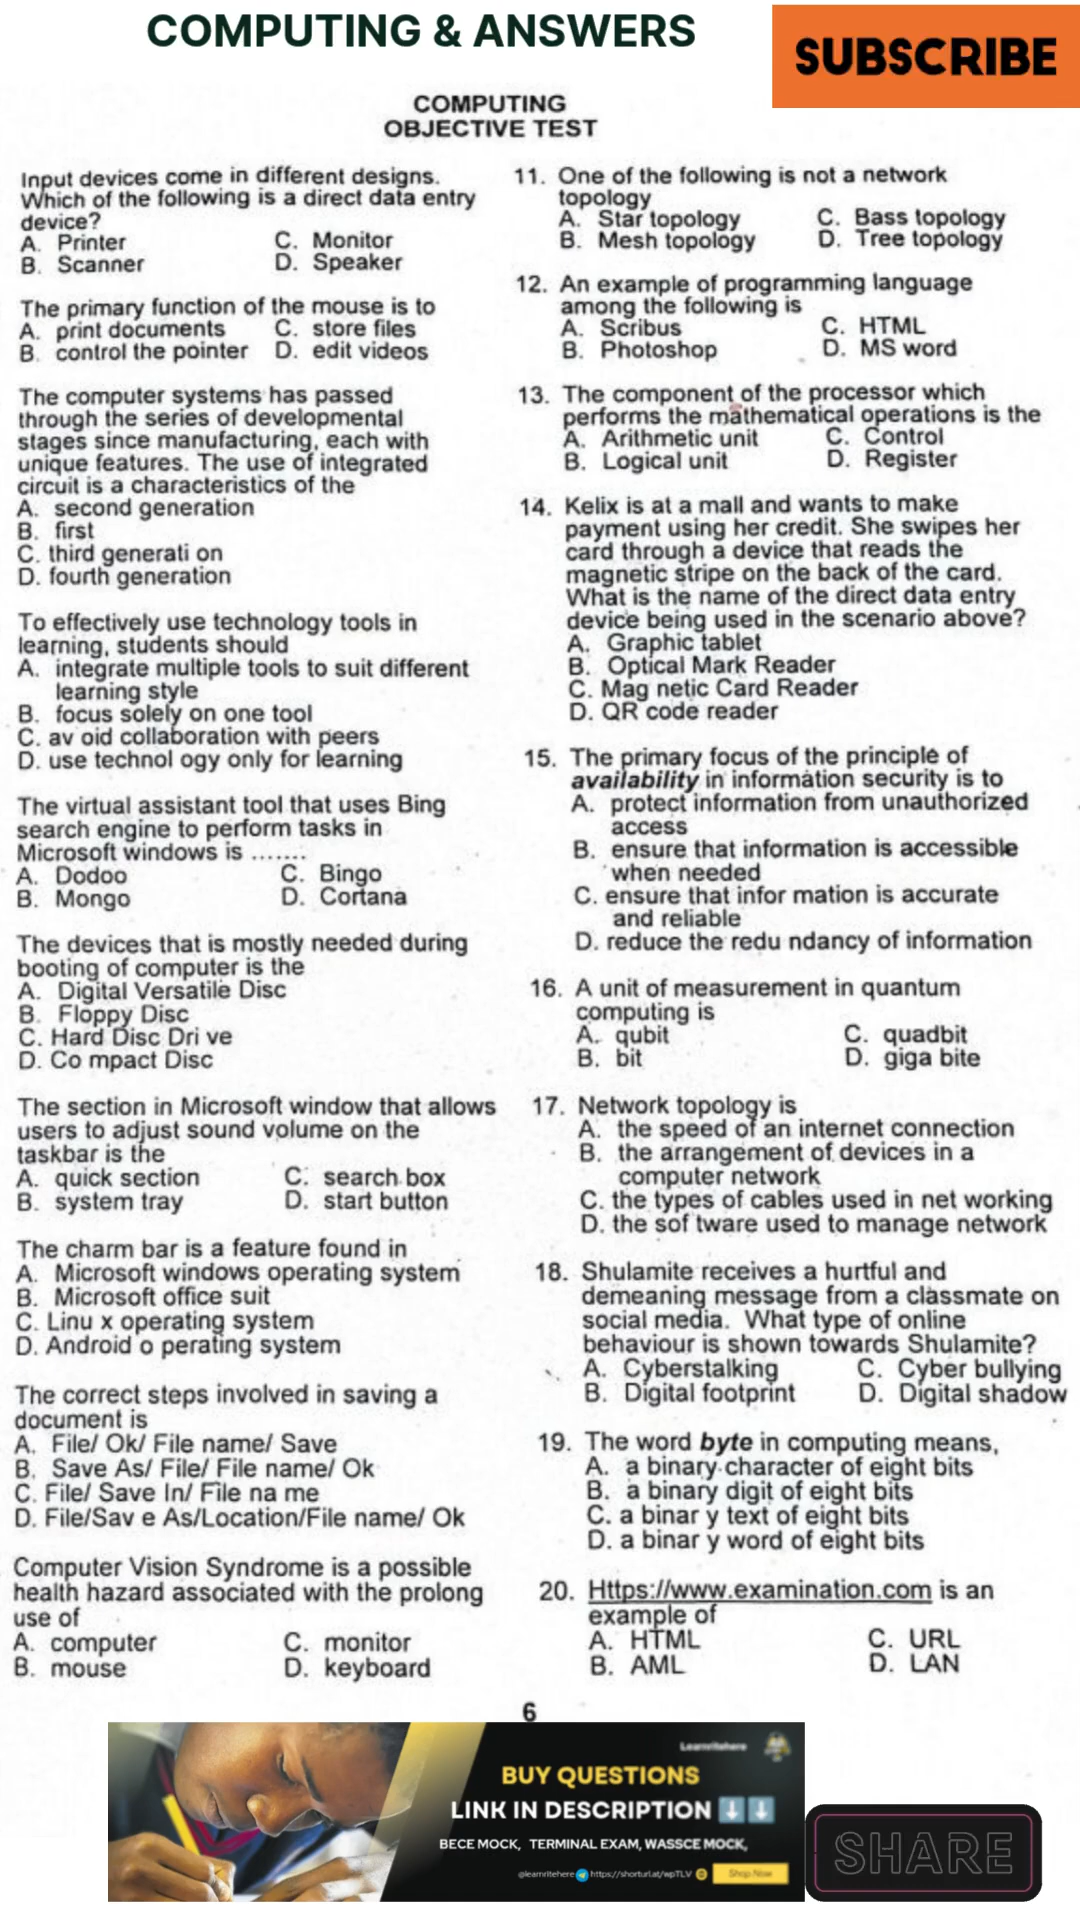 COMPUTING & ANSWERS
SUBSCRIBE
COMPUTING
OBJECTIVE TEST
Input devices come in different designs.
Which of the following is a direct data entry
device?
A. Printer C. Monitor
B. Scanner D. Speaker
The primary function of the mouse is to
A. print documents C. store files
B. control the pointer D. edit videos
The computer systems has passed
through the series of developmental
stages since manufacturing, each with
unique features. The use of integrated
circuit is a characteristics of the
A. second generation
B. first
C. third generati on
D. fourth generation
To effectively use technology tools in
learning, students should
A. integrate multiple tools to suit different
learning style
B. focus solely on one tool
C. av oid collaboration with peers
D. use technol ogy only for learning
The virtual assistant tool that uses Bing
search engine to perform tasks in
Microsoft windows is .......
A. Dodoo C. Bingo
B. Mongo D. Cortana
The devices that is mostly needed during
booting of computer is the
A. Digital Versatile Disc
B. Floppy Disc
C. Hard Disc Dri ve
D. Co mpact Disc
The section in Microsoft window that allows
users to adjust sound volume on the
taskbar is the
A. quick section C. search box
B. system tray D. start button
The charm bar is a feature found in
A. Microsoft windows operating system
B. Microsoft office suit
C. Linu x operating system
D. Android o perating system
The correct steps involved in saving a
document is
A. File/ Ok/ File name/ Save
B. Save As/ File/ File name/ Ok
C. File/ Save In/ File na me
D. File/Sav e As/Location/File name/ Ok
Computer Vision Syndrome is a possible
health hazard associated with the prolong
use of
A. computer C. monitor
B. mouse D. keyboard
11. One of the following is not a network
topology
A. Star topology C. Bass topology
B. Mesh topology D. Tree topology
12. An example of programming language
among the following is
A. Scribus C. HTML
B. Photoshop D. MS word
13. The component of the processor which
performs the mathematical operations is the
A. Arithmetic unit C. Control
B. Logical unit D. Register
14. Kelix is at a mall and wants to make
payment using her credit. She swipes her
card through a device that reads the
magnetic stripe on the back of the card.
What is the name of the direct data entry
device being used in the scenario above?
A. Graphic tablet
B. Optical Mark Reader
C. Mag netic Card Reader
D. QR code reader
15. The primary focus of the principle of
availability in information security is to
A. protect information from unauthorized
access
B. ensure that information is accessible
when needed
C. ensure that infor mation is accurate
and reliable
D. reduce the redu ndancy of information
16. A unit of measurement in quantum
computing is
A. qubit C. quadbit
B. bit D. giga bite
17. Network topology is
A. the speed of an internet connection
B. the arrangement of devices in a
computer network
C. the types of cables used in net working
D. the sof tware used to manage network
18. Shulamite receives a hurtful and
demeaning message from a classmate on
social media. What type of online
behaviour is shown towards Shulamite?
A. Cyberstalking C. Cyber bullying
B. Digital footprint D. Digital shadow
19. The word byte in computing means,
A. a binary character of eight bits
B. a binary digit of eight bits
C. a binar y text of eight bits
D. a binar y word of eight bits
20. Https://www.examination.com is an
example of
A. HTML C. URL
B. AML D. LAN
6
Learnritehere
BUY QUESTIONS
LINK IN DESCRIPTION
BECE MOCK, TERMINAL EXAM, WASSCE MOCK,
@learnritehere https://shorturl.at/wpTLV Shop Now
SHARE